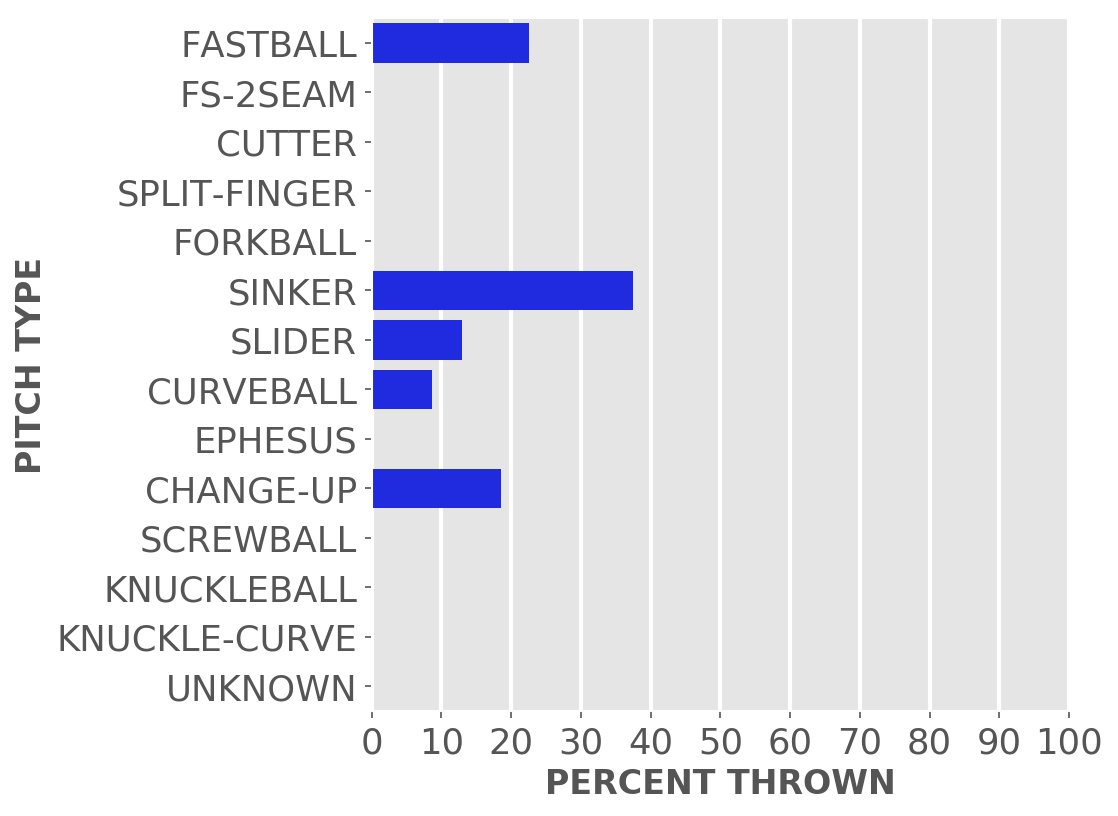 FASTBALL
FS-2SEAM
CUTTER
SPLIT-FINGER
FORKBALL
SINKER
SLIDER
CURVEBALL
EPHESUS
CHANGE-UP
SCREWBALL
KNUCKLEBALL
KNUCKLE-CURVE
UNKNOWN
PITCH TYPE
0 10 20 30 40 50 60 70 80 90 100
PERCENT THROWN